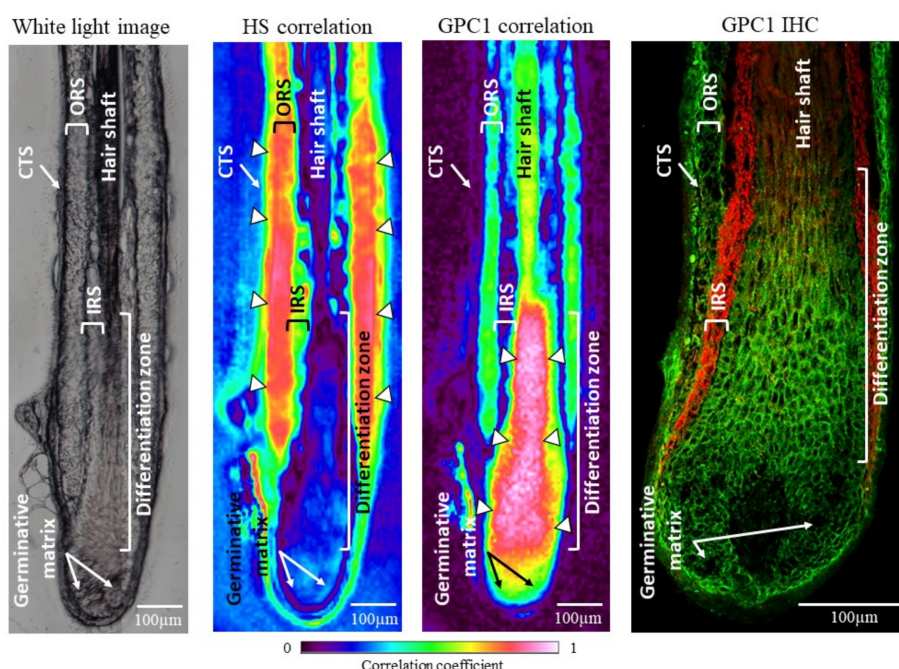 White light image
HS correlation
GPC1 correlation
GPC1 IHC
ORS
Hair shaft
CTS
IRS
Differentiation zone
Germinative
matrix
100µm
ORS
Hair shaft
CTS
IRS
Differentiation zone
Germinative
matrix
100µm
ORS
Hair shaft
CTS
IRS
Differentiation zone
Germinative
matrix
100µm
ORS
Hair shaft
CTS
IRS
Differentiation zone
Germinative
matrix
100µm
0
1
Correlation coefficient